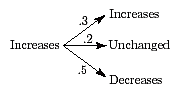 Increases
.3
.2
Increases
Unchanged
.5
Decreases